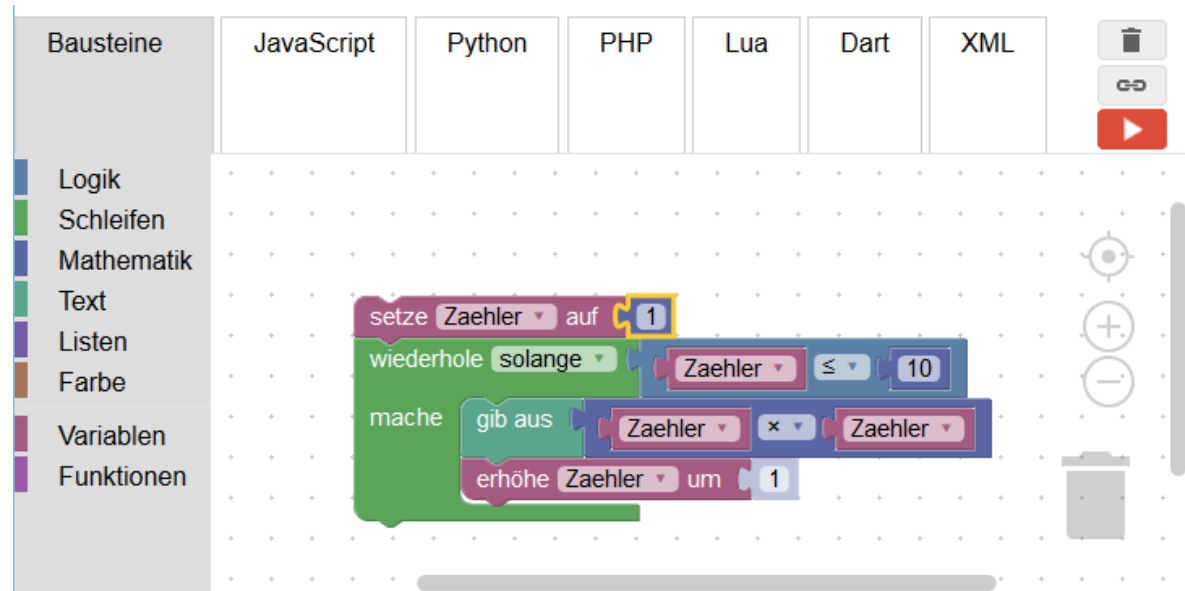 Bausteine JavaScript Python PHP Lua Dart XML
Logik
Schleifen
Mathematik
Text
Listen
Farbe
Variablen
Funktionen
setze Zaehler auf 1
wiederhole solange Zaehler ≤ 10
mache gib aus Zaehler × Zaehler
erhöhe Zaehler um 1